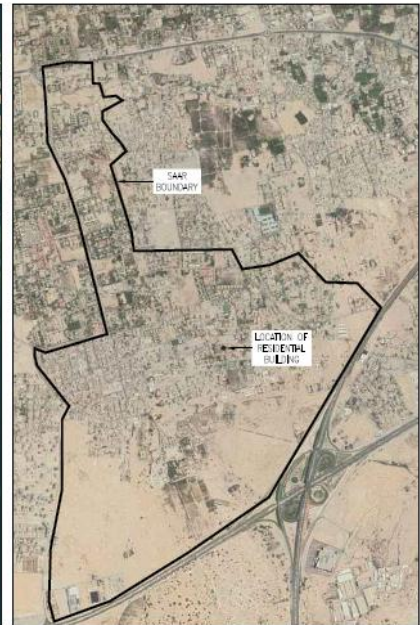 SAAR
BOUNDARY
LOCATION OF
RESIDENTIAL
BUILDING